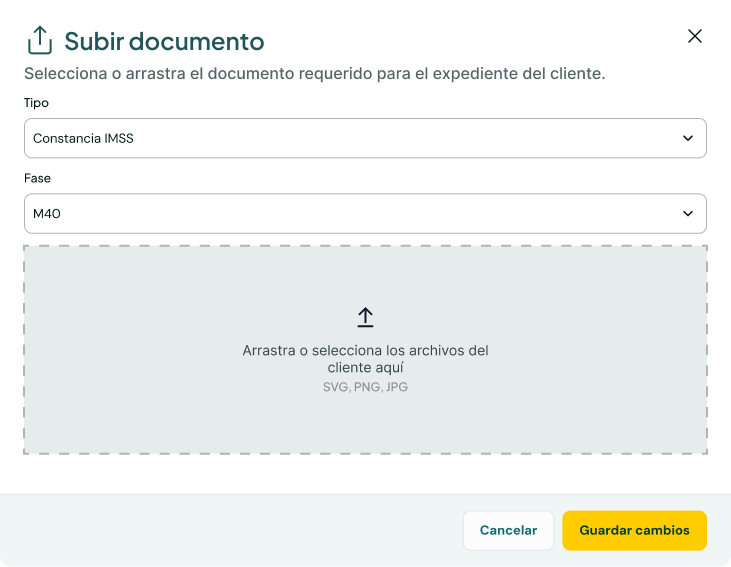 Subir documento
Selecciona o arrastra el documento requerido para el expediente del cliente.
Tipo
Constancia IMSS
Fase
M40
Arrastra o selecciona los archivos del
cliente aquí
SVG, PNG, JPG
Cancelar
Guardar cambios